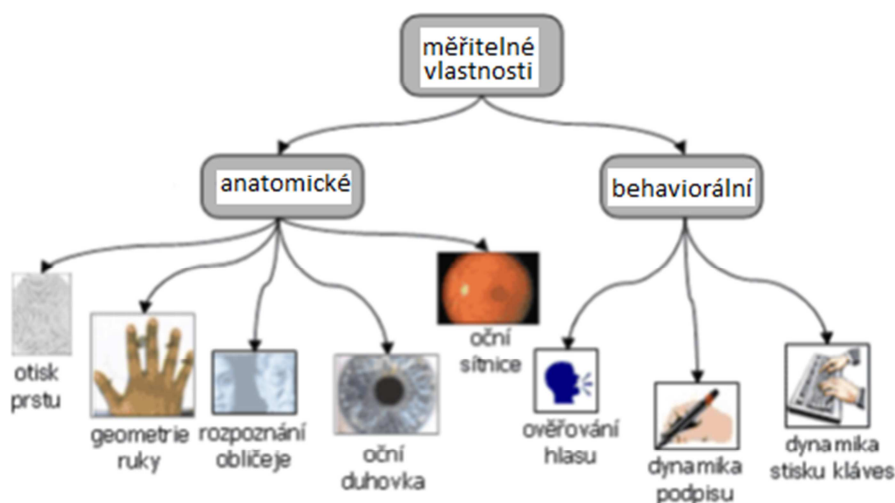 měřitelné
vlastnosti
anatomické
behaviorální
otisk
prstu
geometrie
ruky
rozpoznání
obličeje
oční
duhovka
oční
sítnice
ověřování
hlasu
dynamika
podpisu
dynamika
stisku kláves